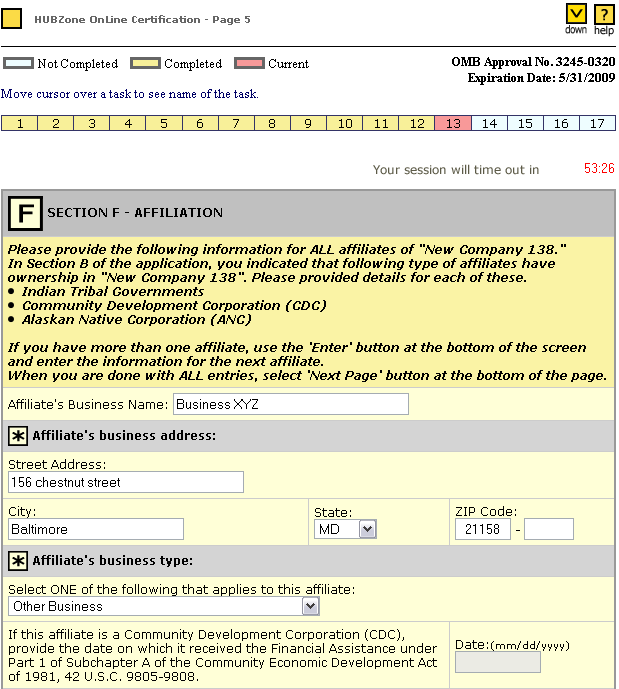 HUBZone OnLine Certification - Page 5
down
?
help
Not Completed Completed Current
OMB Approval No. 3245-0320
Expiration Date: 5/31/2009
Move cursor over a task to see name of the task.
1 2 3 4 5 6 7 8 9 10 11 12 13 14 15 16 17
Your session will time out in 53:26
F SECTION F - AFFILIATION
Please provide the following information for ALL affiliates of "New Company 138."
In Section B of the application, you indicated that following type of affiliates have
ownership in "New Company 138". Please provided details for each of these.
• Indian Tribal Governments
• Community Development Corporation (CDC)
• Alaskan Native Corporation (ANC)
If you have more than one affiliate, use the 'Enter' button at the bottom of the screen
and enter the information for the next affiliate.
When you are done with ALL entries, select 'Next Page' button at the bottom of the page.
Affiliate's Business Name: Business XYZ
* Affiliate's business address:
Street Address:
156 chestnut street
City:
Baltimore
State:
MD
ZIP Code:
21158 -
* Affiliate's business type:
Select ONE of the following that applies to this affiliate:
Other Business
If this affiliate is a Community Development Corporation (CDC),
provide the date on which it received the Financial Assistance under
Part 1 of Subchapter A of the Community Economic Development Act
of 1981, 42 U.S.C. 9805-9808.
Date:(mm/dd/yyyy)